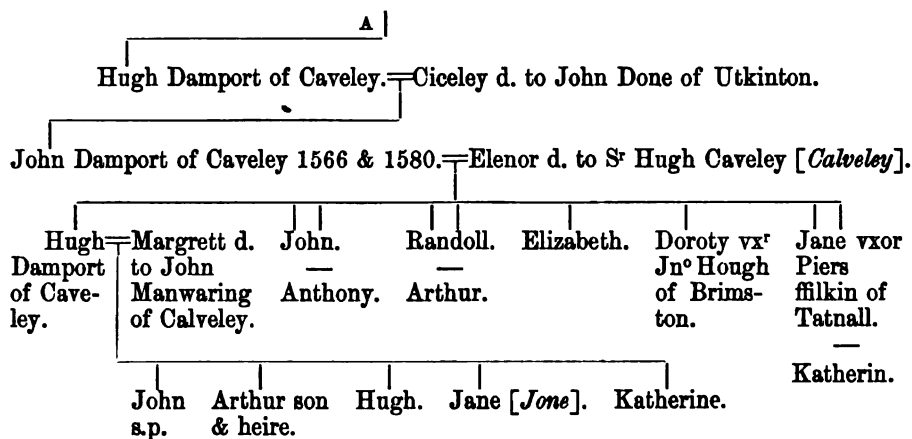 A
Hugh Damport of Caveley.=Ciceley d. to John Done of Utkinton.
John Damport of Caveley 1566 & 1580.=Elenor d. to Sʳ Hugh Caveley [Calveley].
Hugh=Margrett d. John. Randoll. Elizabeth. Doroty vxʳ Jane vxor
Damport to John — — Jnᵒ Hough Piers
of Cave- Manwaring Anthony. Arthur. of Brims- ffilkin of
ley. of Calveley. ton. Tatnall.
—
Katherin.
John Arthur son Hugh. Jane [Jone]. Katherine.
s.p. & heire.